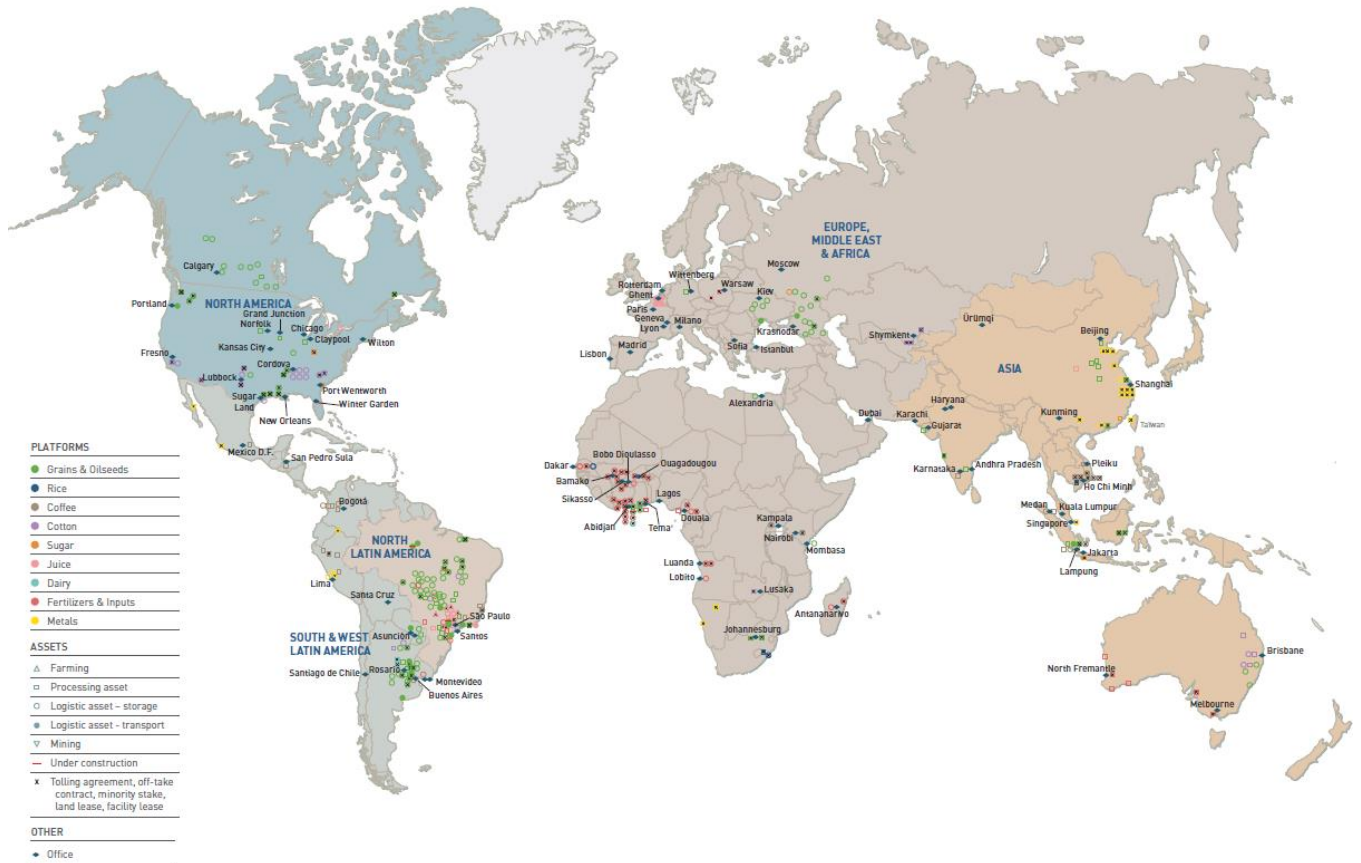 EUROPE,
MIDDLE EAST
& AFRICA
Moscow
Wittenberg
Rotterdam
Warsaw
Ghent
Kiev
Calgary
Paris
Portland
NORTH AMERICA
Geneva
Milano
Grand Junction
Lyon
Krasnodar
Shymkent
Ürümqi
Norfolk
Chicago
Beijing
Claypool
Wilton
Kansas City
Sofia
Istanbul
Fresno
Madrid
Lisbon
Cordova
ASIA
Lubbock
Shanghai
Port Wentworth
Sugar
Land
Winter Garden
Alexandria
Haryana
Dubai
Karachi
Kunming
New Orleans
Gujarat
Taiwan
PLATFORMS
Mexico D.F.
Bobo Dioulasso
Grains & Oilseeds
San Pedro Sula
Dakar
Ouagadougou
Pleiku
Karnataka
Andhra Pradesh
Rice
Bamako
Ho Chi Minh
Coffee
Sikasso
Lagos
Bogotá
Medan
Kuala Lumpur
Cotton
Abidjan
Tema
Douala
Kampala
Singapore
Sugar
Nairobi
NORTH
LATIN AMERICA
Juice
Mombasa
Jakarta
Dairy
Luanda
Lampung
Fertilizers & Inputs
Lima
Lobito
Metals
Santa Cruz
Lusaka
São Paulo
Antananarivo
ASSETS
Asunción
Santos
Johannesburg
SOUTH & WEST
LATIN AMERICA
Farming
Brisbane
Processing asset
Santiago de Chile
Rosario
Montevideo
North Fremantle
Logistic asset – storage
Buenos Aires
Logistic asset - transport
Melbourne
Mining
Under construction
Tolling agreement, off-take
contract, minority stake,
land lease, facility lease
OTHER
Office